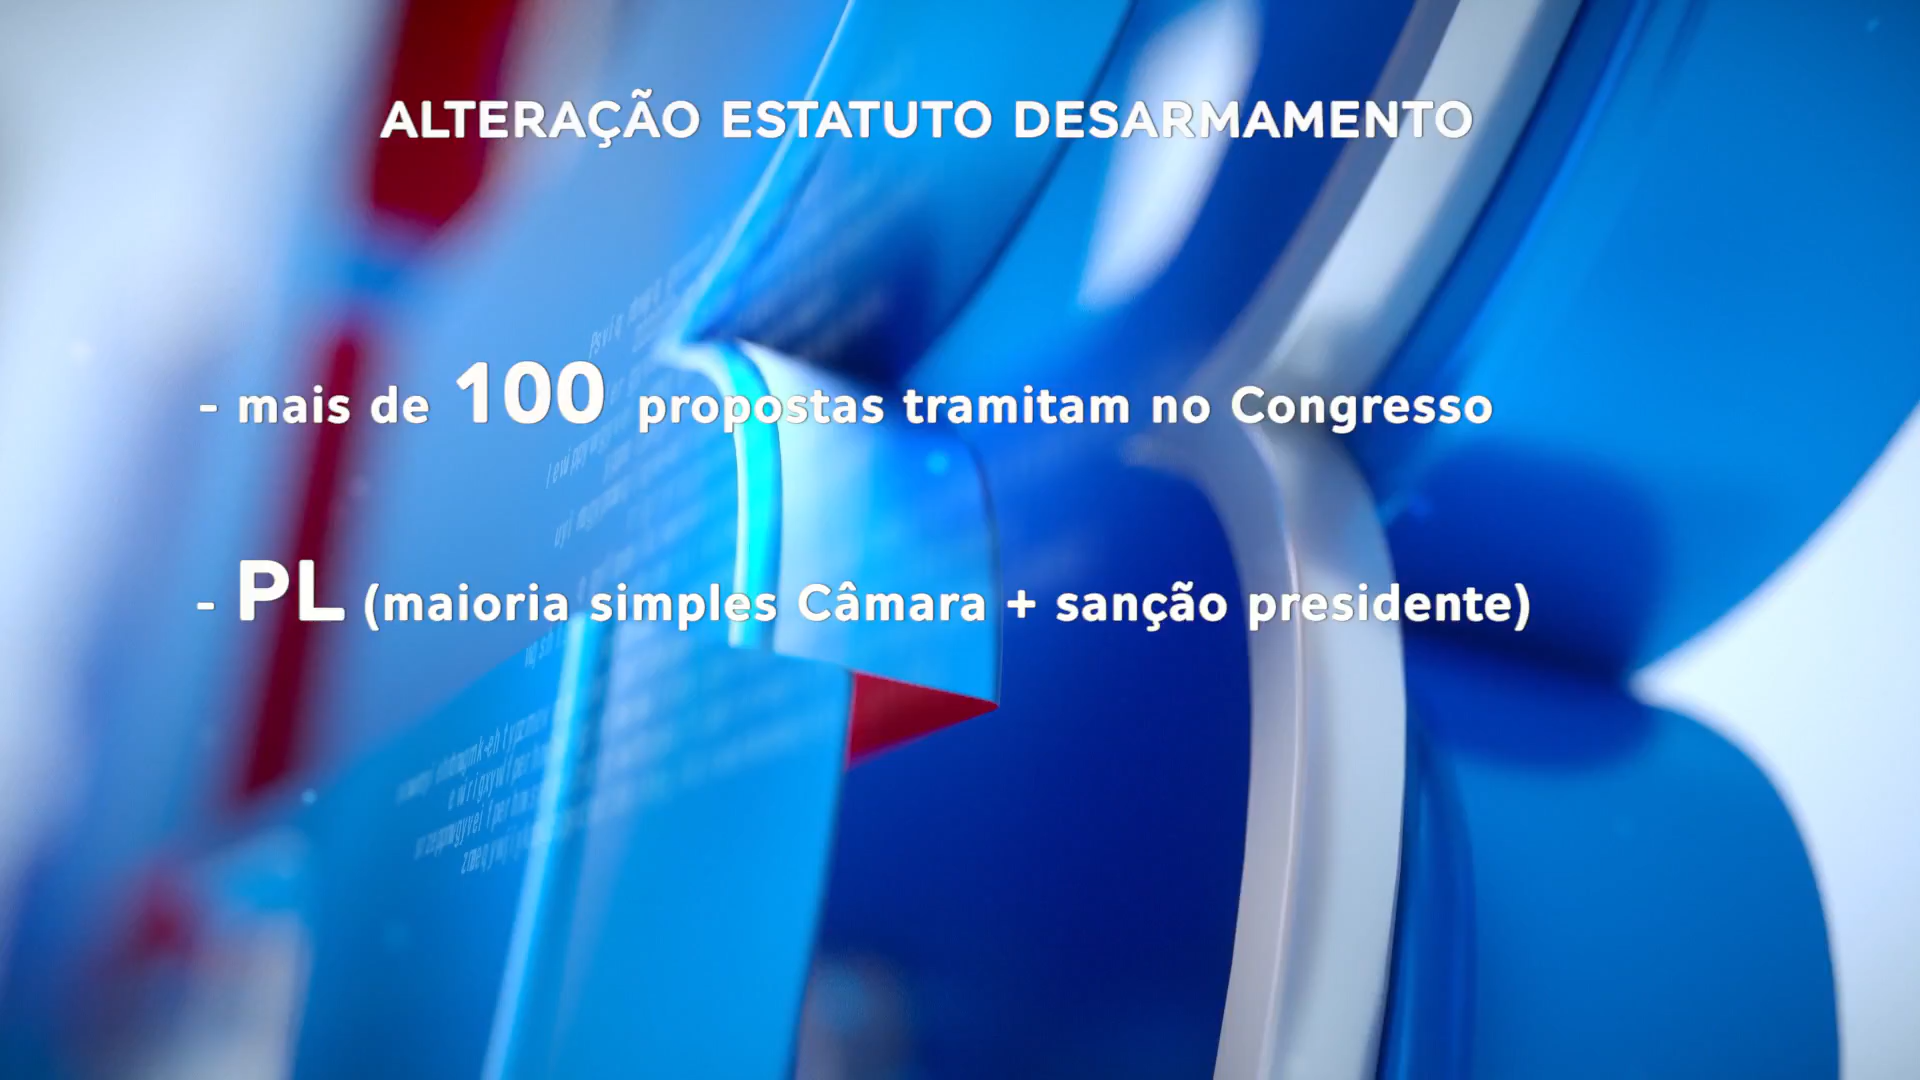 ALTERAÇÃO ESTATUTO DESARMAMENTO
- mais de 100 propostas tramitam no Congresso
- PL (maioria simples Câmara + sanção presidente)